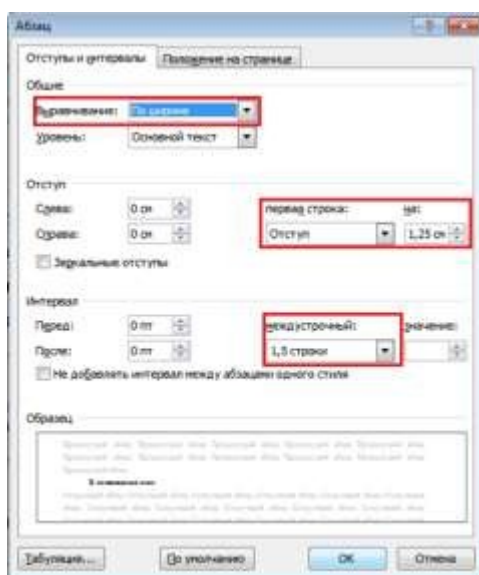 Абзац
Отступы и интервалы Положение на странице
Общие
Выравнивание: По ширине
Уровень: Основной текст
Отступ
Слева: 0 см первая строка: на:
Справа: 0 см Отступ 1,25 см
Зеркальные отступы
Интервал
Перед: 0 пт междустрочный: значение:
После: 0 пт 1,5 строки
Не добавлять интервал между абзацами одного стиля
Образец
Табуляция... По умолчанию ОК Отмена